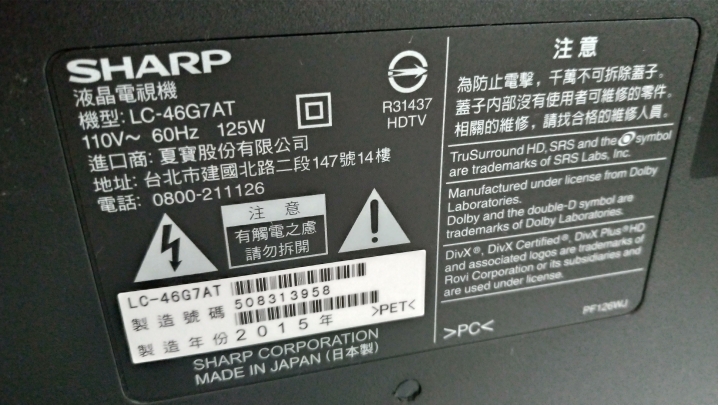 SHARP
液晶電視機
機型: LC-46G7AT
110V~ 60Hz 125W
R31437
HDTV
進口商: 夏寶股份有限公司
地址: 台北市建國北路二段147號14樓
電話: 0800-211126
注 意
有觸電之慮
請勿拆開
LC-46G7AT
製造號碼 508313958
製造年份 2015年
>PET<
SHARP CORPORATION
MADE IN JAPAN (日本製)
注意
為防止電擊，千萬不可拆除蓋子。
蓋子內部沒有使用者可維修的零件。
相關的維修，請找合格的維修人員。
TruSurround HD, SRS and the symbol
are trademarks of SRS Labs, Inc.
Manufactured under license from Dolby
Laboratories.
Dolby and the double-D symbol are
trademarks of Dolby Laboratories.
DivX®, DivX Certified®, DivX Plus® HD
and associated logos are trademarks of
Rovi Corporation or its subsidiaries and
are used under license.
>PC<